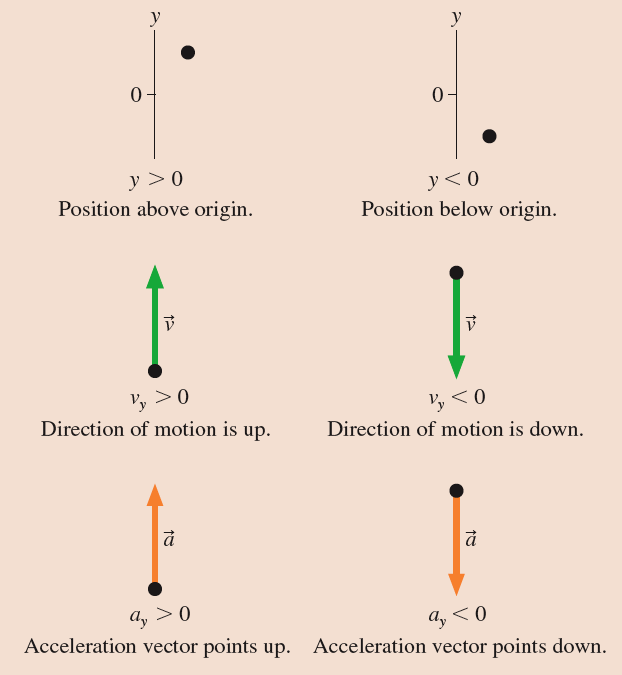 y y
0 0
y > 0 y < 0
Position above origin. Position below origin.
v⃗ v⃗
v_y > 0 v_y < 0
Direction of motion is up. Direction of motion is down.
a⃗ a⃗
a_y > 0 a_y < 0
Acceleration vector points up. Acceleration vector points down.